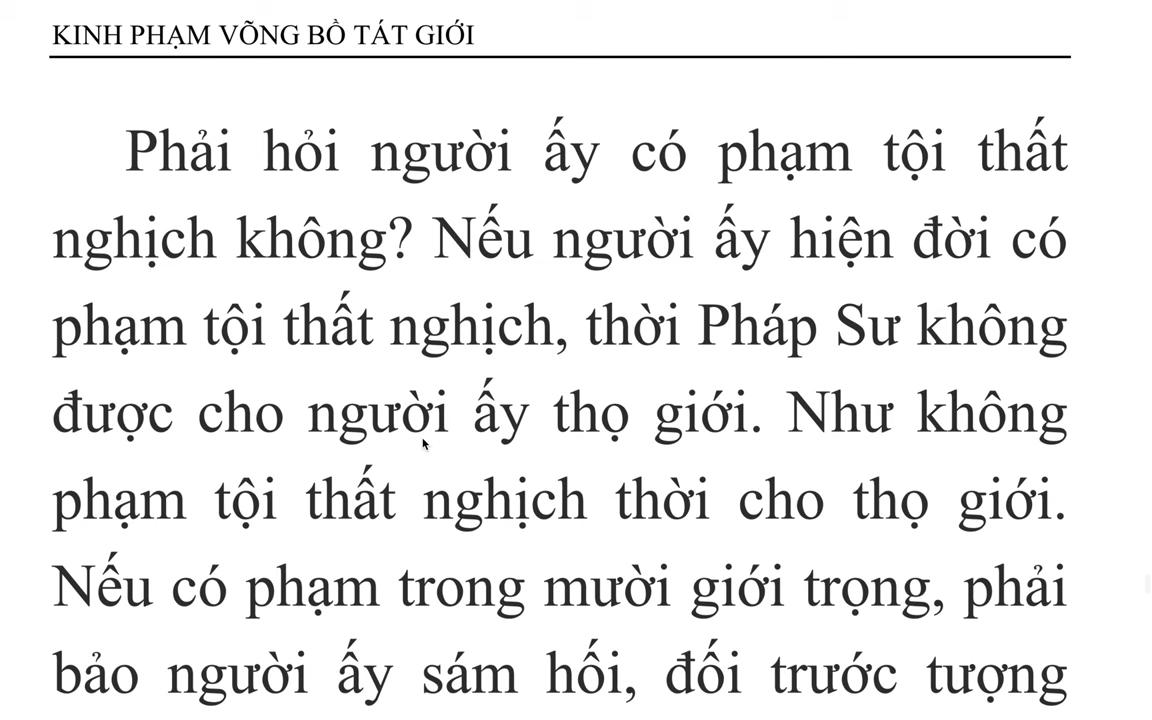 KINH PHẠM VÕNG BỒ TÁT GIỚI
Phải hỏi người ấy có phạm tội thất
nghịch không? Nếu người ấy hiện đời có
phạm tội thất nghịch, thời Pháp Sư không
được cho người ấy thọ giới. Như không
phạm tội thất nghịch thời cho thọ giới.
Nếu có phạm trong mười giới trọng, phải
bảo người ấy sám hối, đối trước tượng